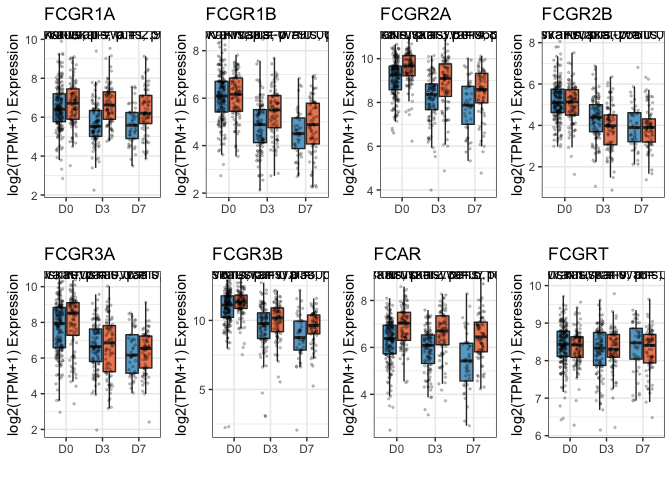 FCGR1A
FCGR1B
FCGR2A
FCGR2B
log2(TPM+1) Expression
10
8
6
4
2
D0
D3
D7
log2(TPM+1) Expression
8
6
4
2
D0
D3
D7
log2(TPM+1) Expression
10
8
6
4
D0
D3
D7
log2(TPM+1) Expression
8
6
4
2
D0
D3
D7
FCGR3A
FCGR3B
FCAR
FCGRT
log2(TPM+1) Expression
10
8
6
4
2
D0
D3
D7
log2(TPM+1) Expression
10
5
D0
D3
D7
log2(TPM+1) Expression
8
6
4
D0
D3
D7
log2(TPM+1) Expression
10
9
8
7
6
D0
D3
D7